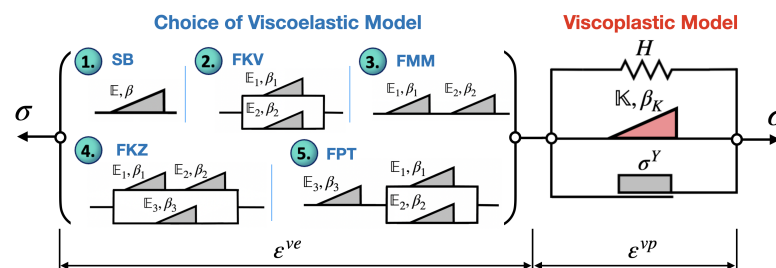 Choice of Viscoelastic Model
Viscoplastic Model
1. SB
𝔼, β
2. FKV
𝔼₁, β₁
𝔼₂, β₂
3. FMM
𝔼₁, β₁ 𝔼₂, β₂
4. FKZ
𝔼₁, β₁ 𝔼₂, β₂
𝔼₃, β₃
5. FPT
𝔼₃, β₃
𝔼₁, β₁
𝔼₂, β₂
σ
H
𝕂, β_K
σ^Y
σ
ε^{ve}
ε^{vp}